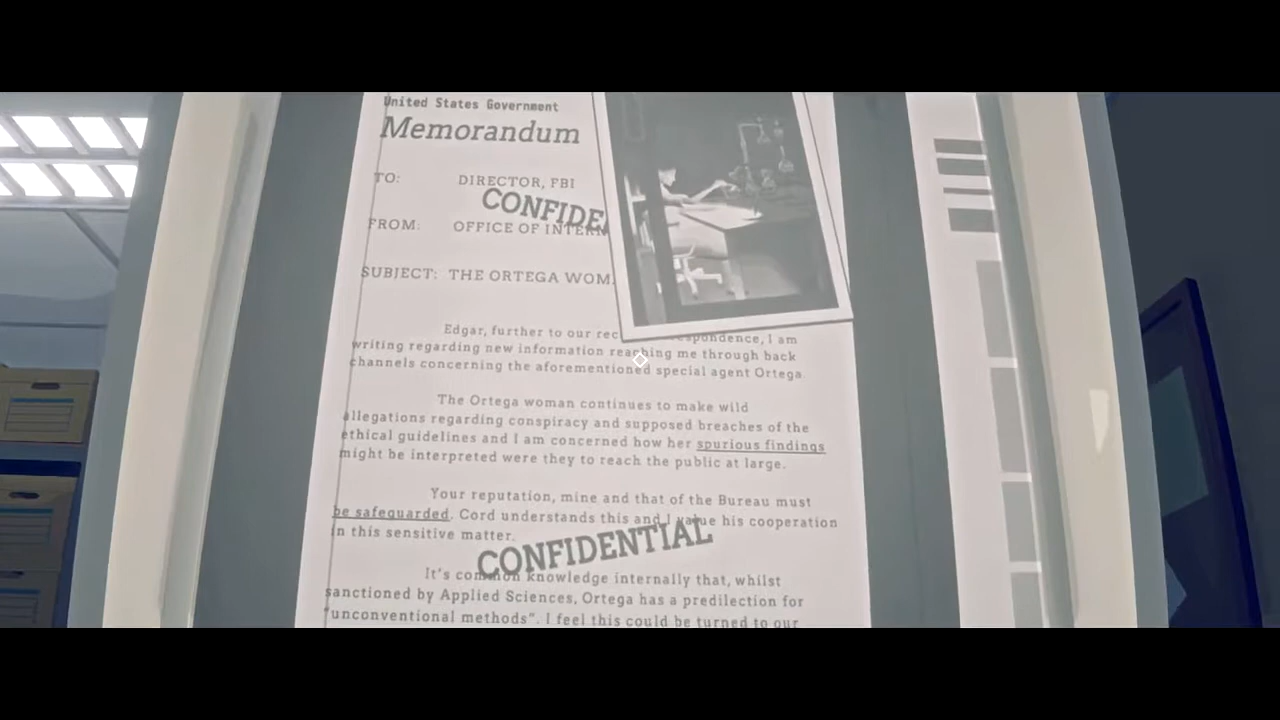 United States Government
Memorandum
TO: DIRECTOR, FBI
CONFIDE
FROM: OFFICE OF INTERN
SUBJECT: THE ORTEGA WOM
Edgar, further to our rec spondence, I am
writing regarding new information reaching me through back
channels concerning the aforementioned special agent Ortega.
The Ortega woman continues to make wild
allegations regarding conspiracy and supposed breaches of the
ethical guidelines and I am concerned how her spurious findings
might be interpreted were they to reach the public at large.
Your reputation, mine and that of the Bureau must
be safeguarded. Cord understands this and I value his cooperation
in this sensitive matter.
CONFIDENTIAL
It's common knowledge internally that, whilst
sanctioned by Applied Sciences, Ortega has a predilection for
"unconventional methods". I feel this could be turned to our